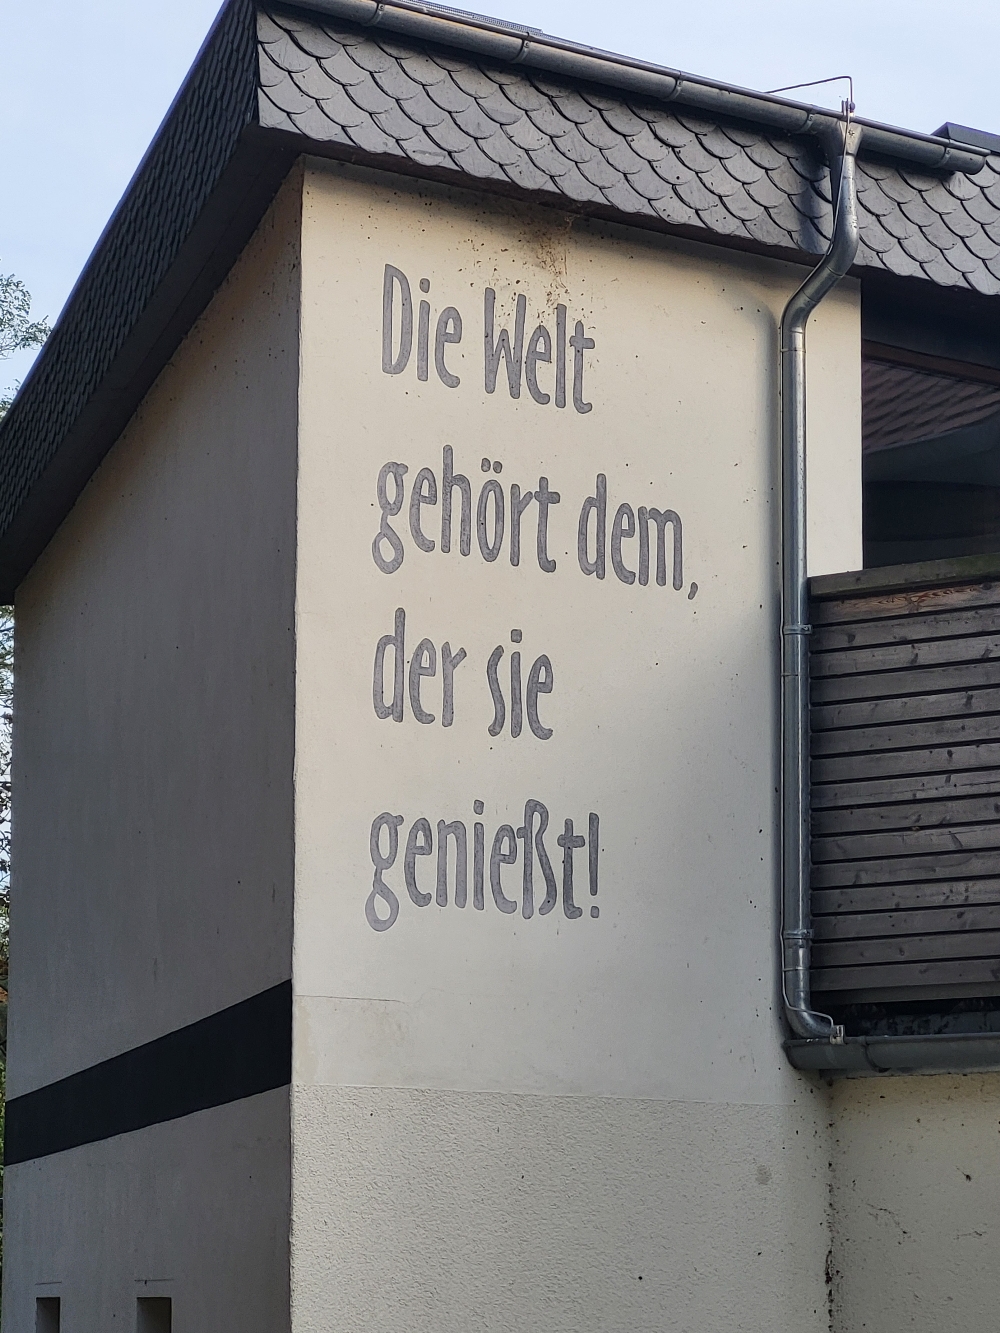 Die Welt
gehört dem,
der sie
genießt!